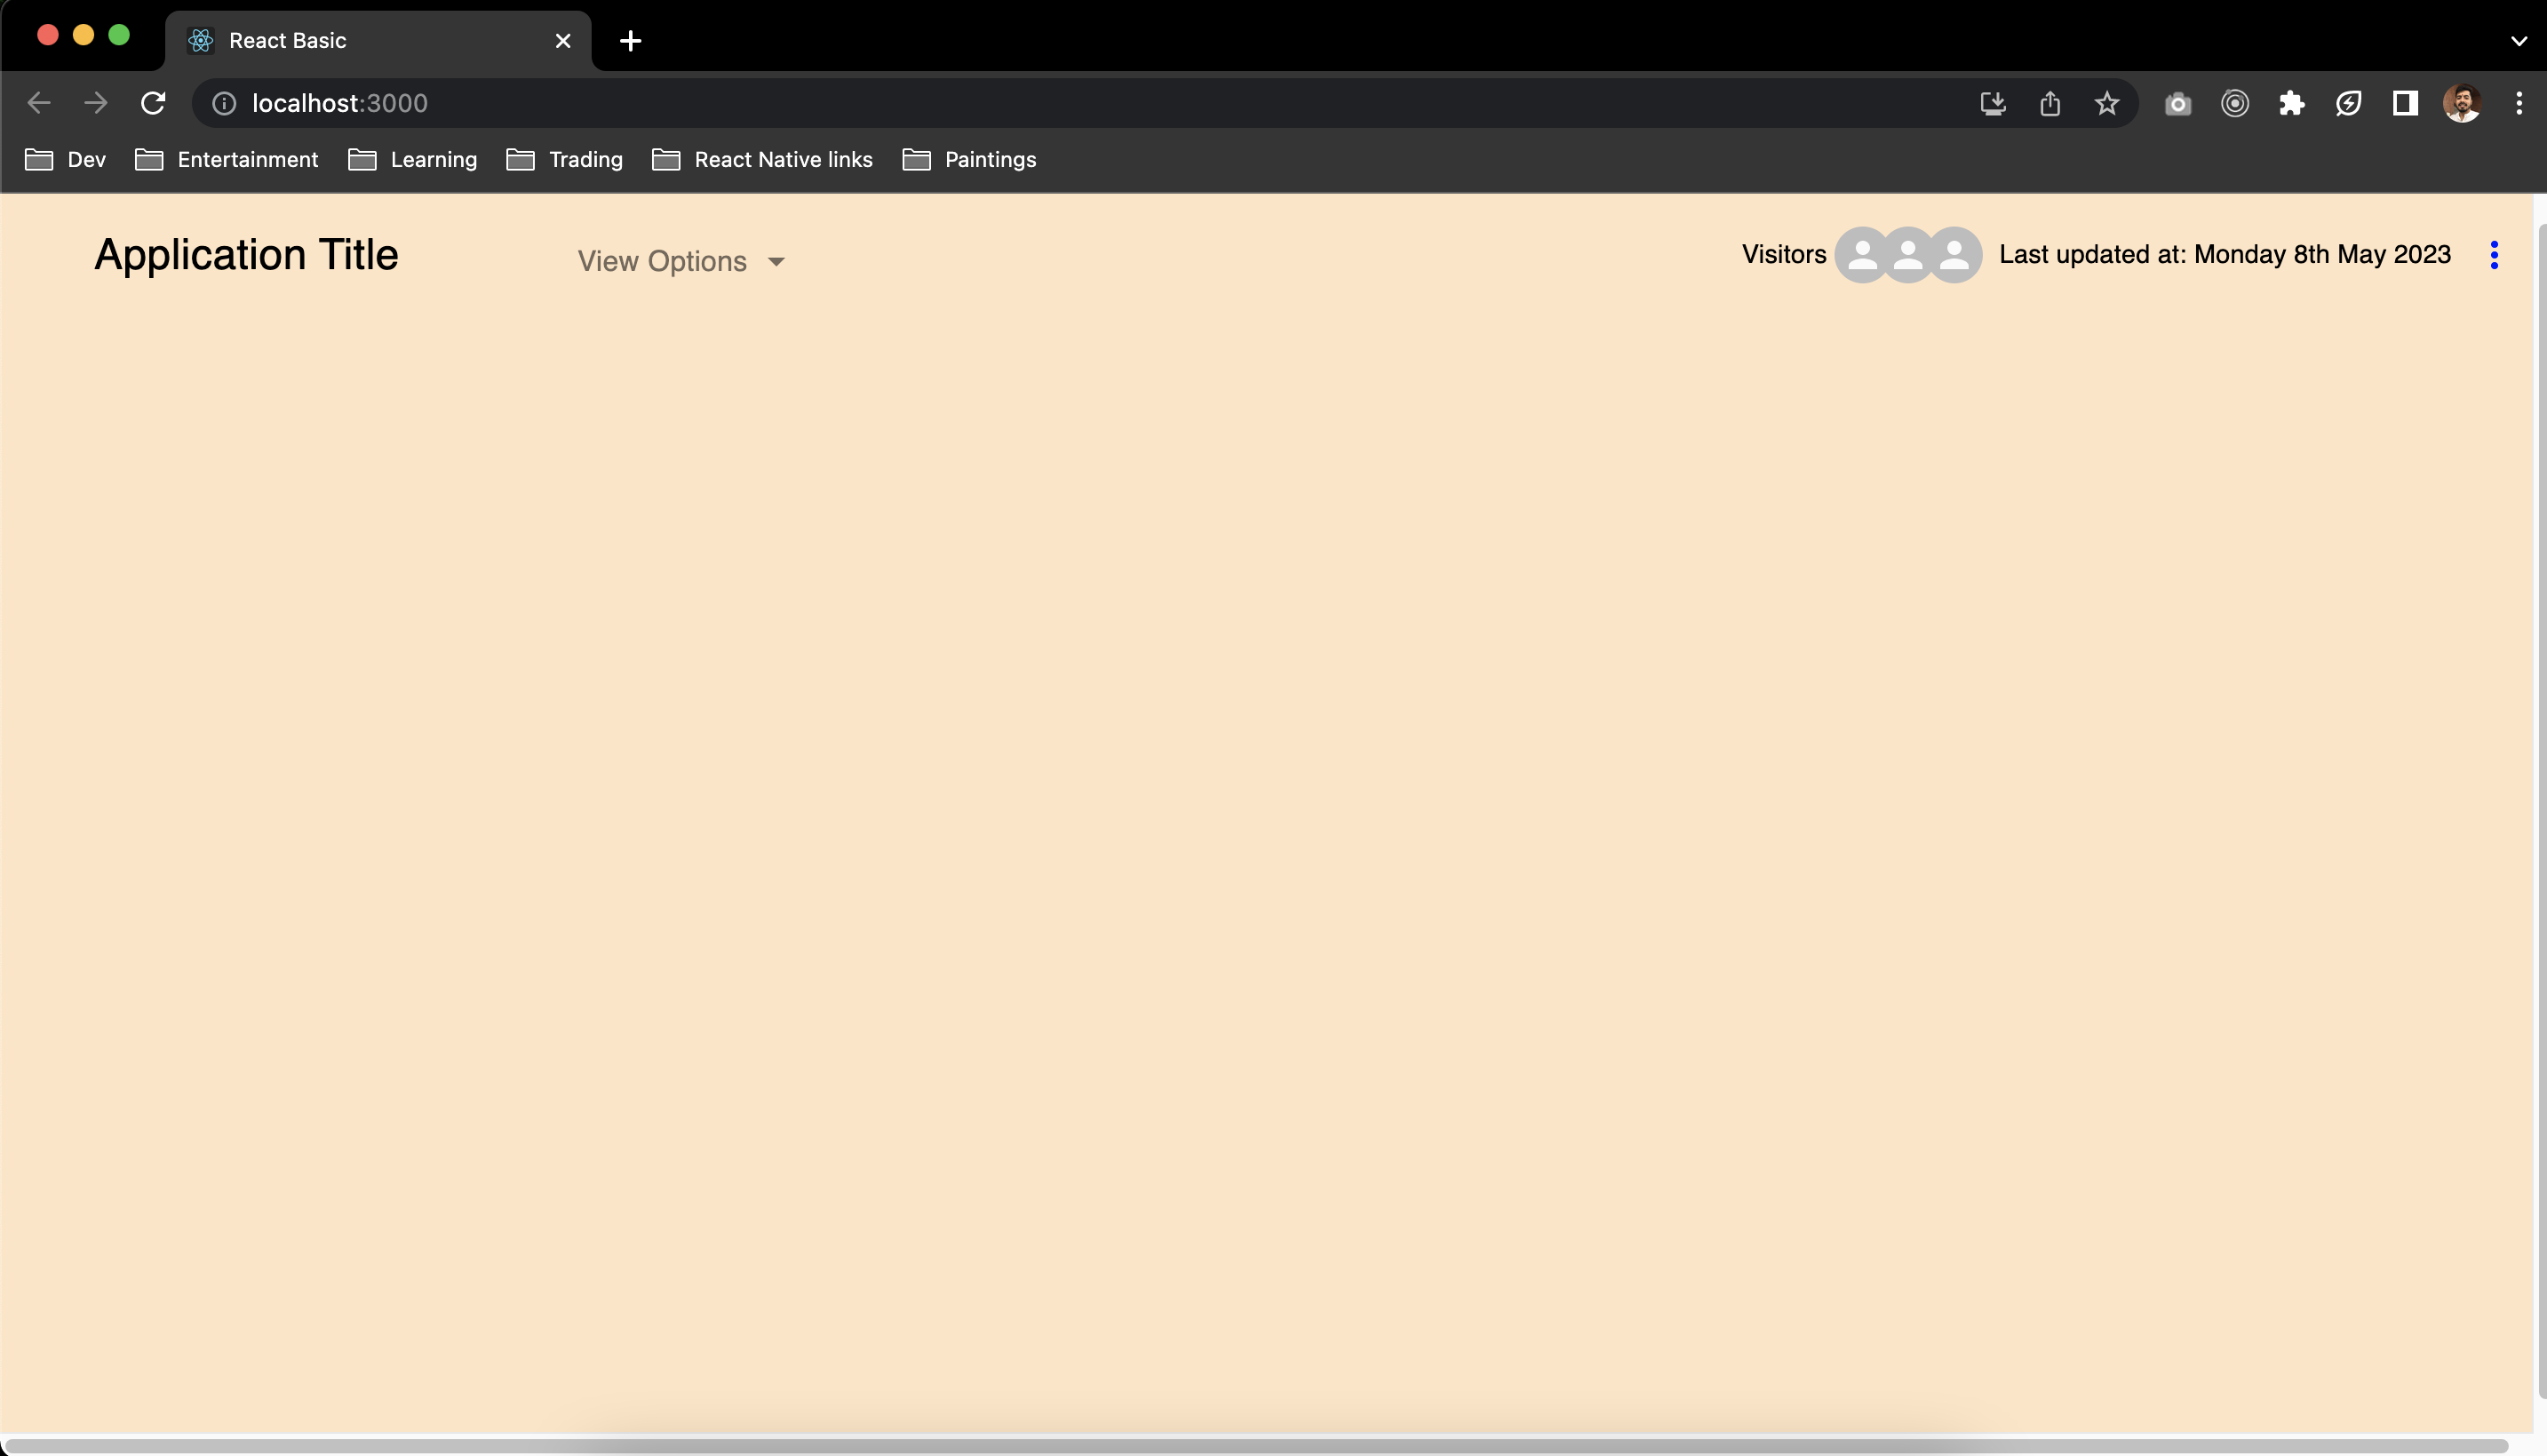 React Basic
localhost:3000
Dev Entertainment Learning Trading React Native links Paintings
Application Title View Options Visitors Last updated at: Monday 8th May 2023